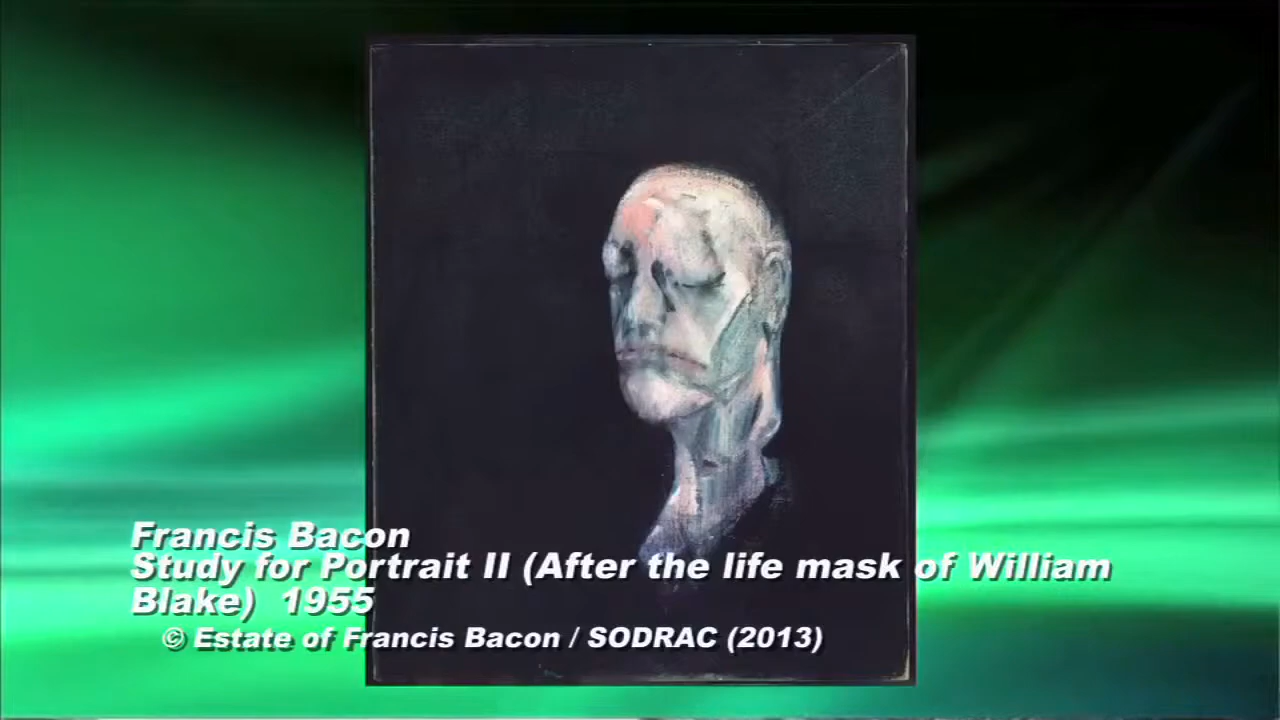 Francis Bacon
Study for Portrait II (After the life mask of William
Blake)  1955
© Estate of Francis Bacon / SODRAC (2013)